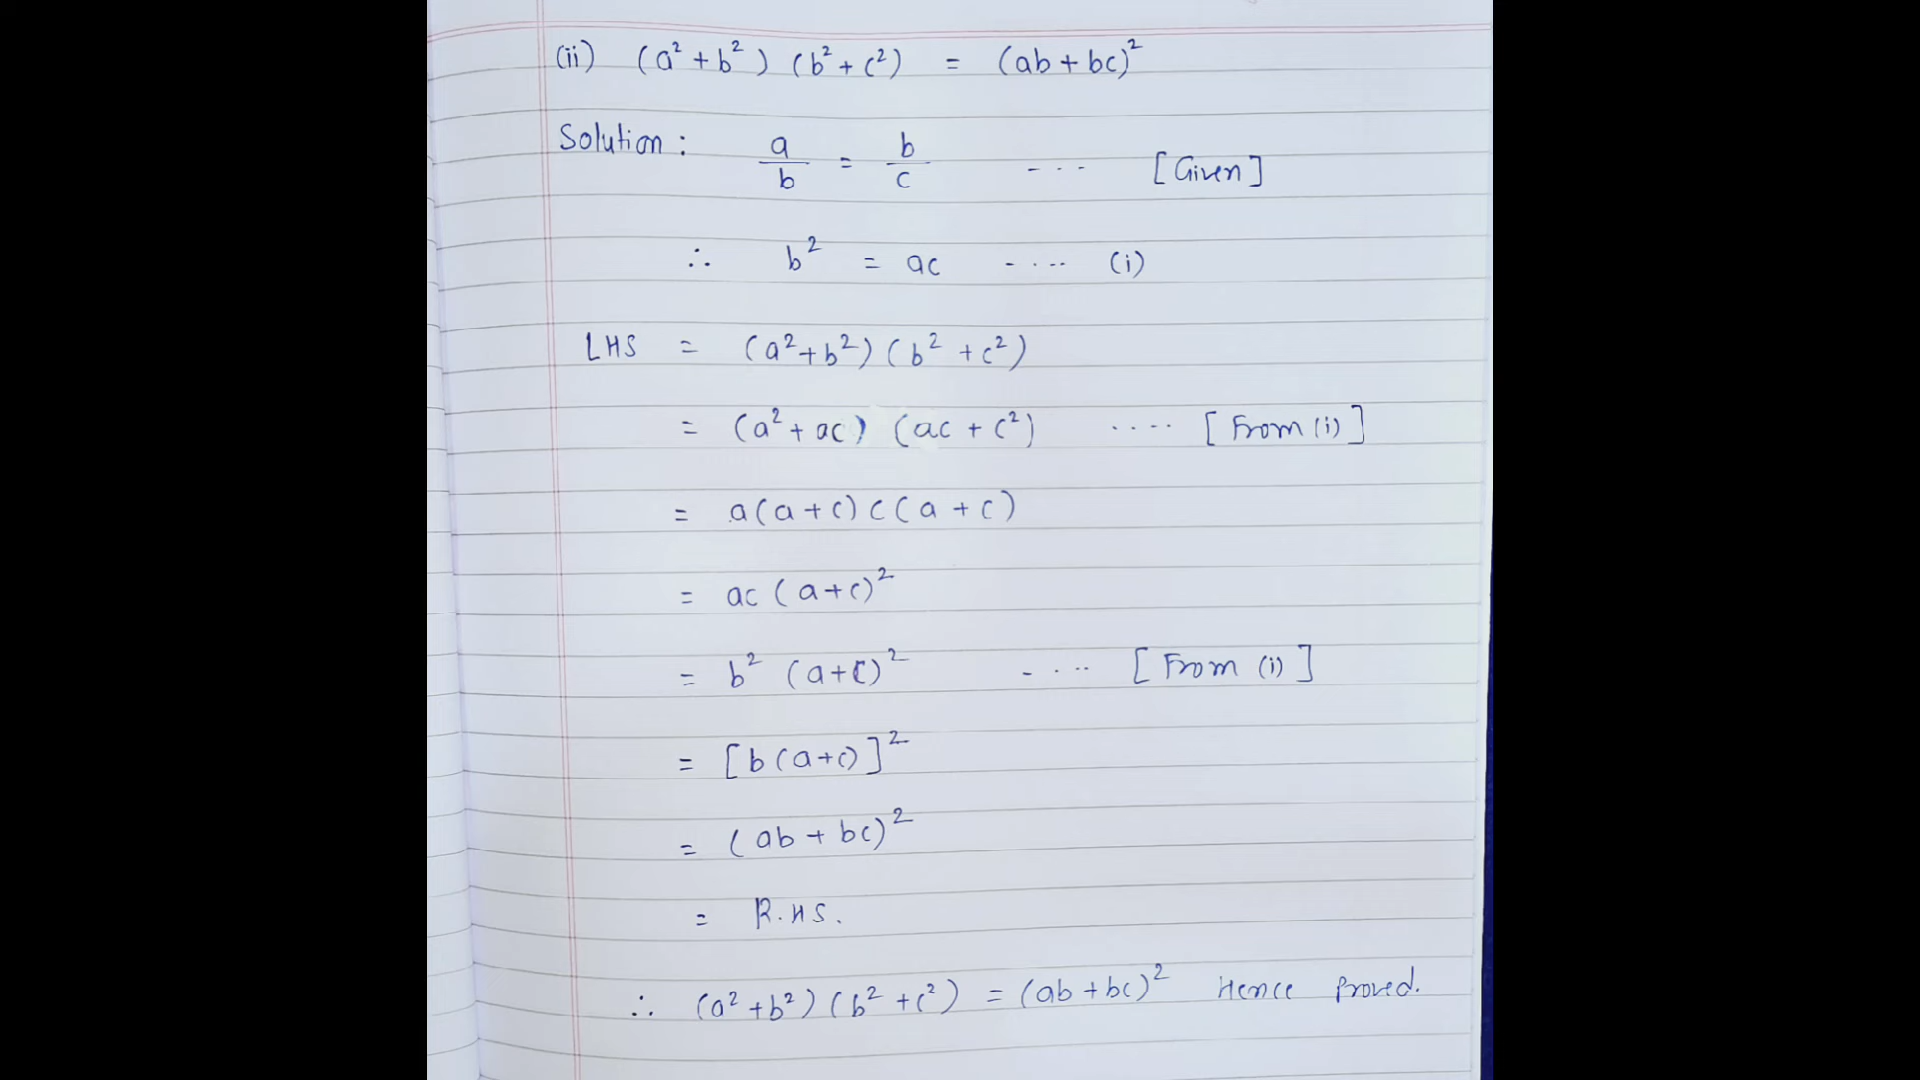 (ii) (a² + b²) (b² + c²) = (ab + bc)²
Solution : a/b = b/c - ... [Given]
∴ b² = ac - .... (i)
LHS = (a² + b²) (b² + c²)
= (a² + ac) (ac + c²) .... [From (i)]
= a(a + c) c(a + c)
= ac (a+c)²
= b² (a+c)² - ... [From (i)]
= [b (a+c)]²
= (ab + bc)²
= R.HS.
∴ (a² + b²) (b² + c²) = (ab + bc)² Hence Proved.